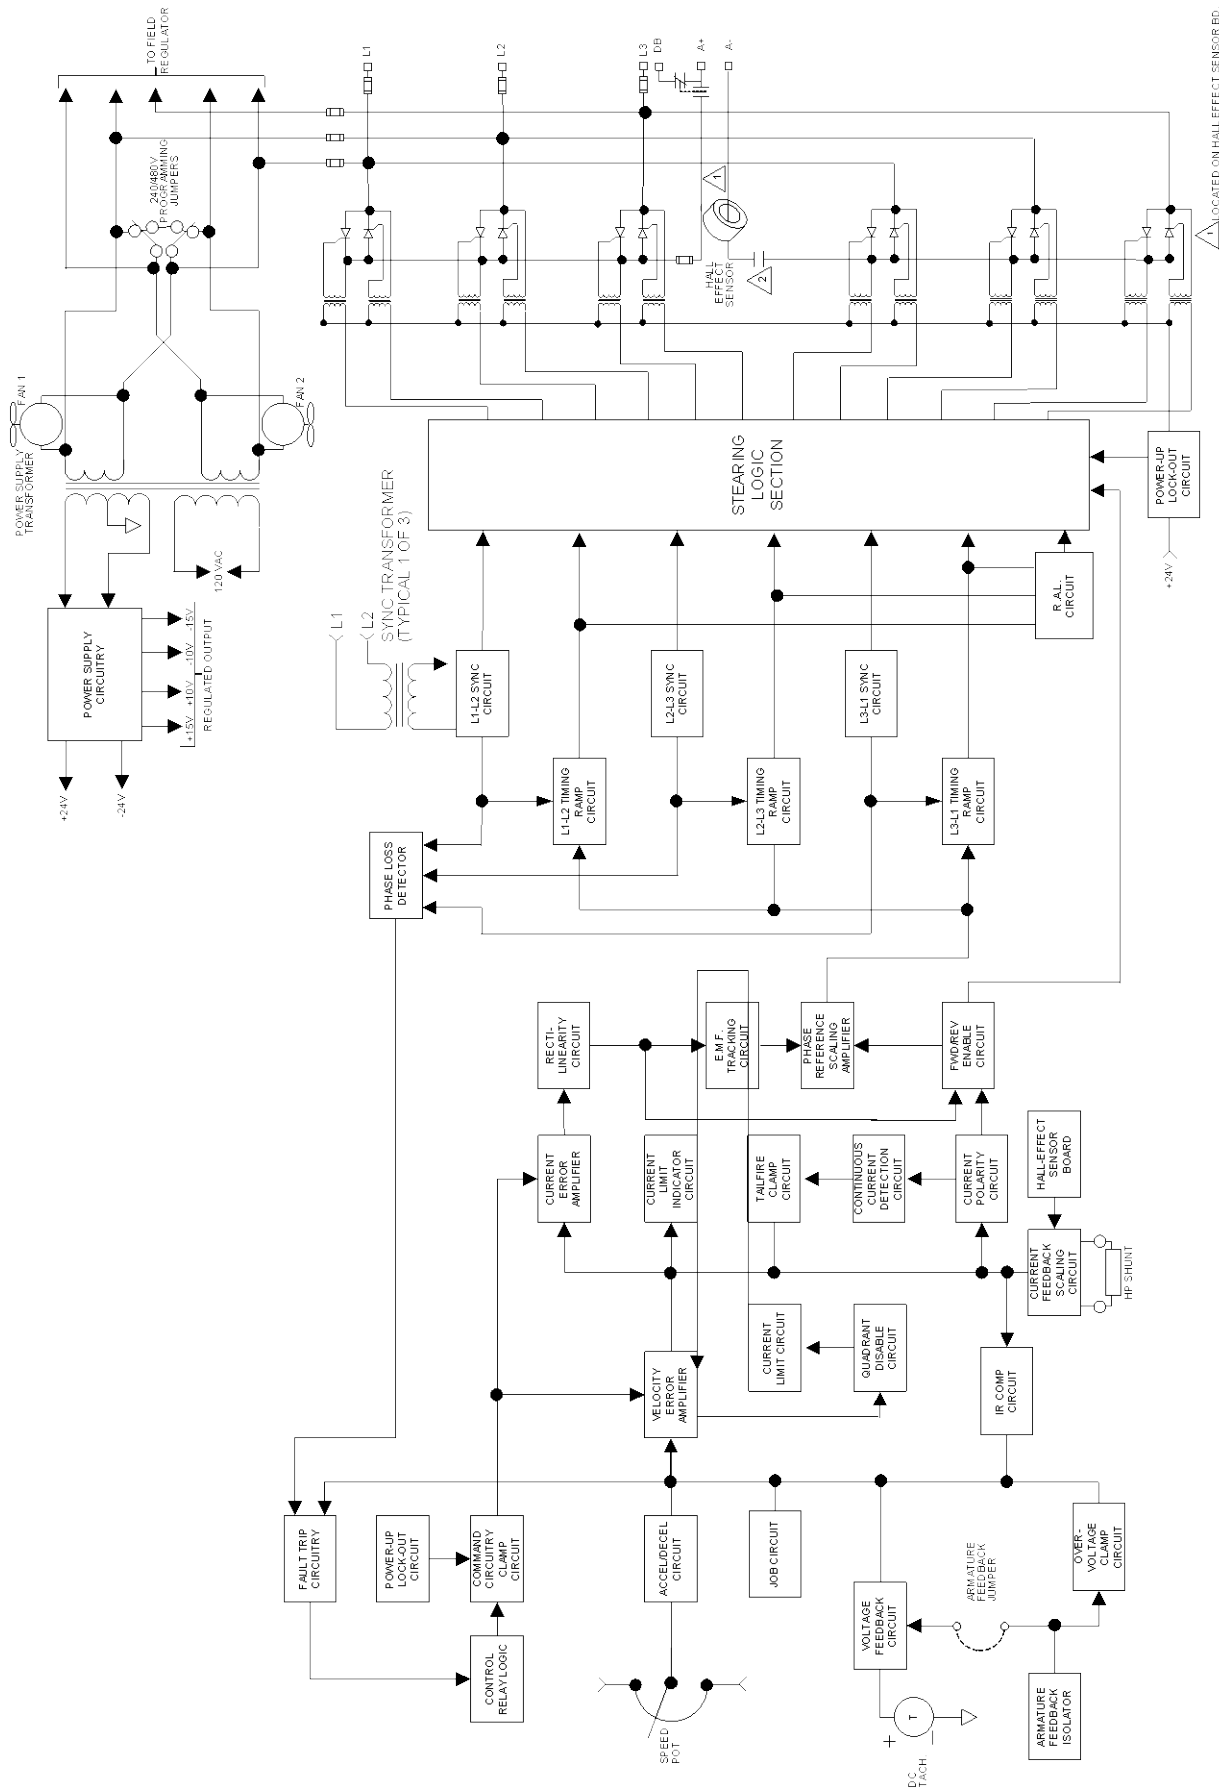 TO FIELD
REGULATOR
240/480V
PROGRAMMING
JUMPERS
L1
L2
L3
DB
A+
A-
1
LOCATED ON HALL EFFECT SENSOR BD.
1
HALL
EFFECT
SENSOR
2
FAN 1
FAN 2
POWER SUPPLY
TRANSFORMER
120 VAC
POWER SUPPLY
CIRCUITRY
+24V
-24V
+15V
+10V
-10V
-15V
REGULATED OUTPUT
L1
L2
SYNC TRANSFORMER
(TYPICAL 1 OF 3)
STEARING
LOGIC
SECTION
POWER-UP
LOCK-OUT
CIRCUIT
+24V
R.A.L.
CIRCUIT
L1-L2 SYNC
CIRCUIT
L2-L3 SYNC
CIRCUIT
L3-L1 SYNC
CIRCUIT
L1-L2 TIMING
RAMP
CIRCUIT
L2-L3 TIMING
RAMP
CIRCUIT
L3-L1 TIMING
RAMP
CIRCUIT
PHASE LOSS
DETECTOR
RECTI-
LINEARITY
CIRCUIT
E.M.F.
TRACKING
CIRCUIT
PHASE
REFERENCE
SCALING
AMPLIFIER
FWD/REV
ENABLE
CIRCUIT
CURRENT
ERROR
AMPLIFIER
CURRENT
LIMIT
INDICATOR
CIRCUIT
TAILFIRE
CLAMP
CIRCUIT
CONTINUOUS
CURRENT
DETECTION
CIRCUIT
CURRENT
POLARITY
CIRCUIT
HALL-EFFECT
SENSOR
BOARD
CURRENT
FEEDBACK
SCALING
CIRCUIT
HP SHUNT
VELOCITY
ERROR
AMPLIFIER
CURRENT
LIMIT CIRCUIT
QUADRANT
DISABLE
CIRCUIT
IR COMP
CIRCUIT
FAULT TRIP
CIRCUITRY
POWER-UP
LOCK-OUT
CIRCUIT
COMMAND
CIRCUITRY
CLAMP
CIRCUIT
ACCEL/DECEL
CIRCUIT
JOB CIRCUIT
VOLTAGE
FEEDBACK
CIRCUIT
ARMATURE
FEEDBACK
JUMPER
OVER-
VOLTAGE
CLAMP
CIRCUIT
CONTROL
RELAY LOGIC
SPEED
POT
DC
TACH.
+
T
−
ARMATURE
FEEDBACK
ISOLATOR